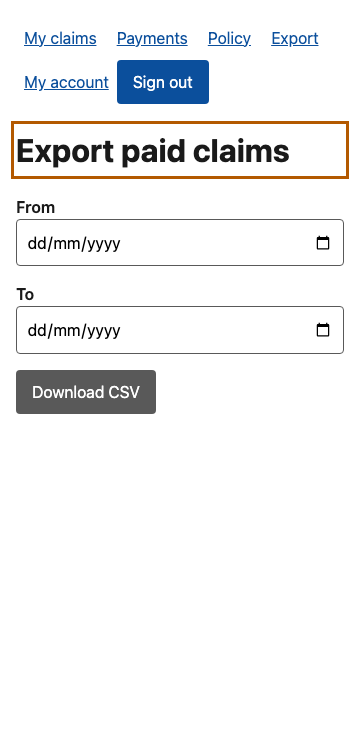 My claims Payments Policy Export
My account Sign out
Export paid claims
From
dd/mm/yyyy
To
dd/mm/yyyy
Download CSV